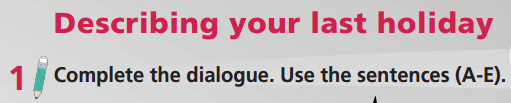 Describing your last holiday
1 Complete the dialogue. Use the sentences (A-E).